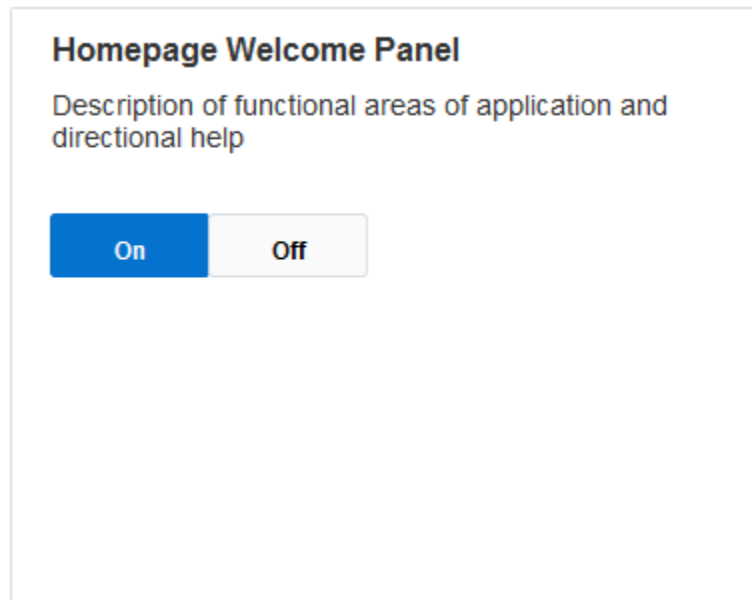 Homepage Welcome Panel
Description of functional areas of application and
directional help
On Off